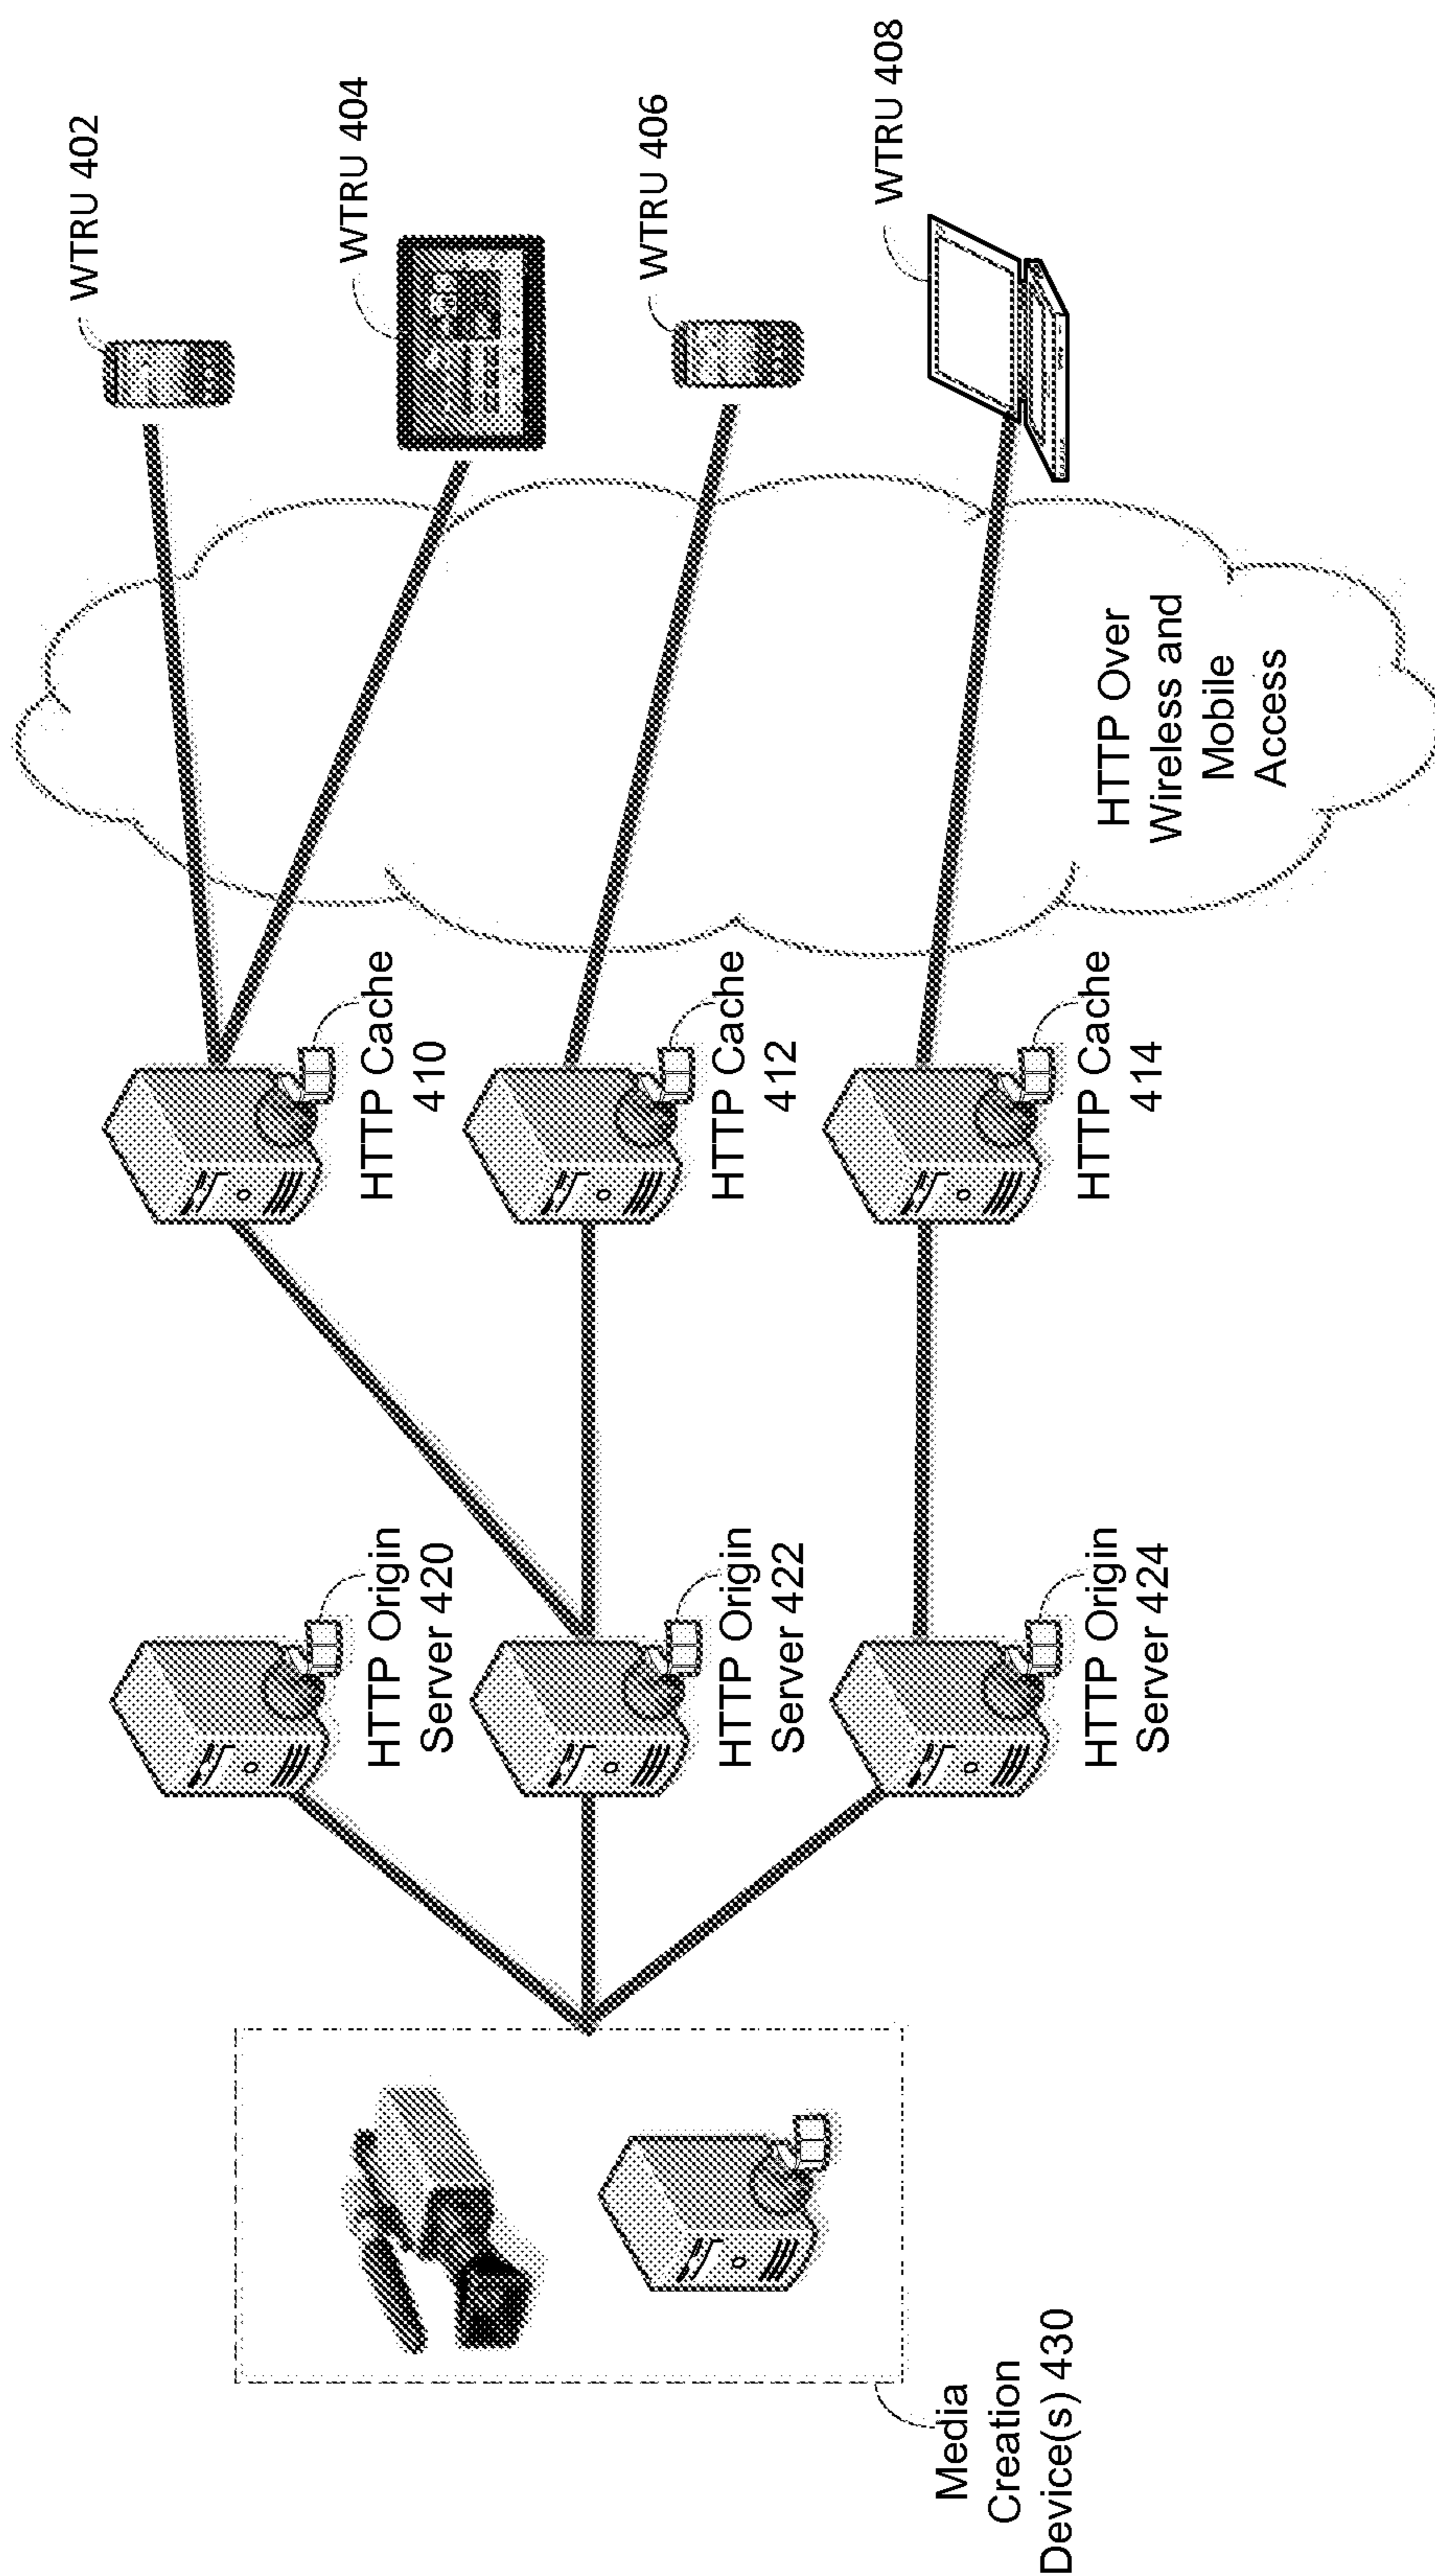 WTRU 402
WTRU 404
WTRU 406
WTRU 408
HTTP Over
Wireless and
Mobile
Access
HTTP Cache
410
HTTP Cache
412
HTTP Cache
414
HTTP Origin
Server 420
HTTP Origin
Server 422
HTTP Origin
Server 424
Media
Creation
Device(s) 430